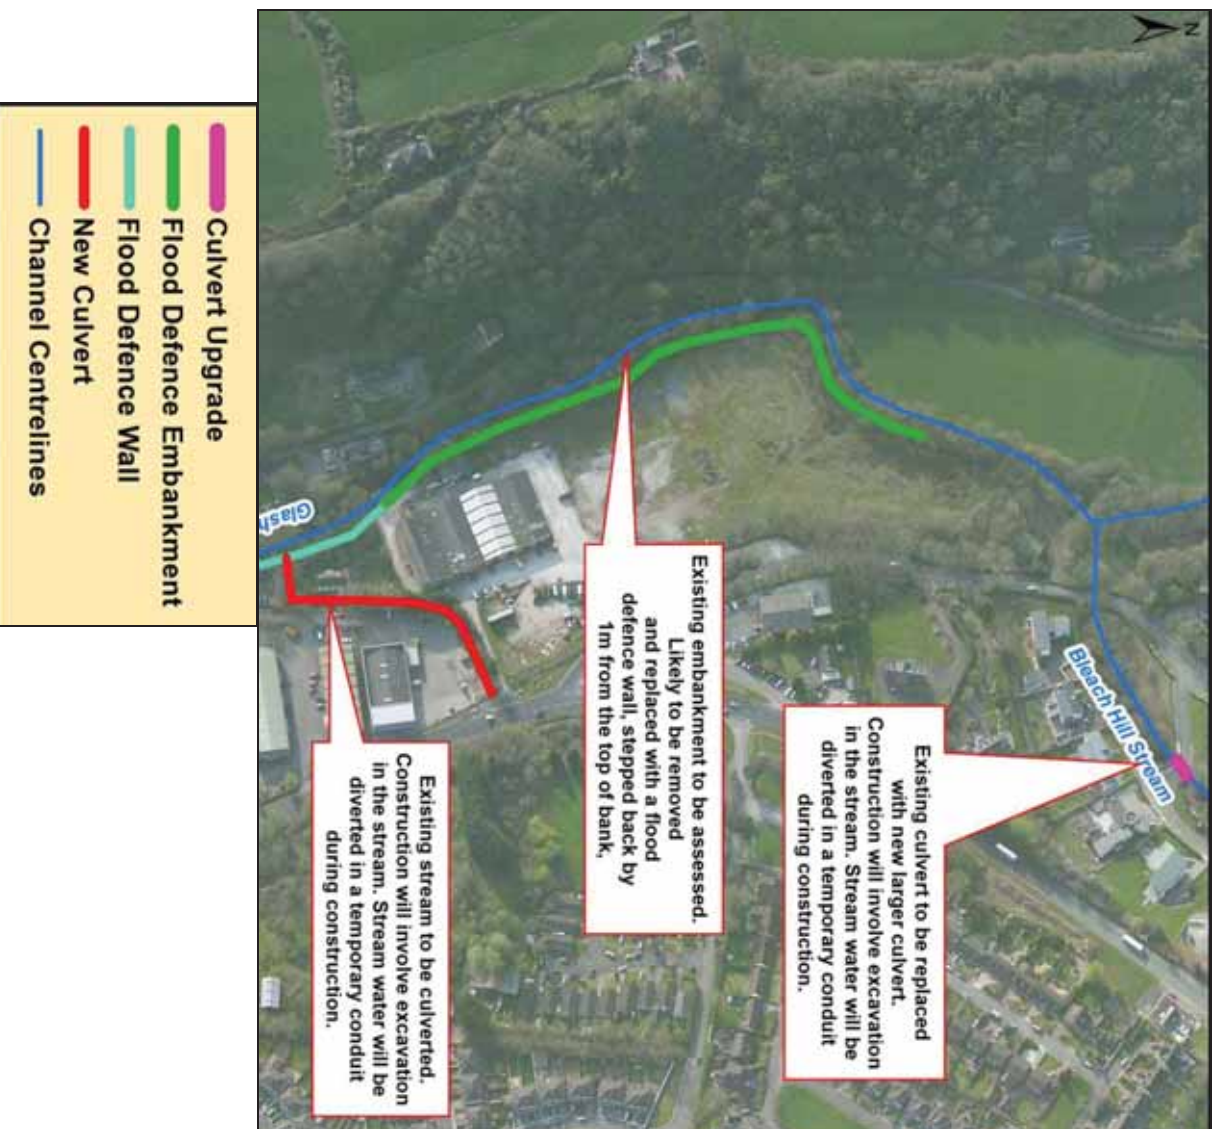 N
Existing culvert to be replaced
with new larger culvert.
Construction will involve excavation
in the stream. Stream water will be
diverted in a temporary conduit
during construction.
Bleach Hill Stream
Existing embankment to be assessed.
Likely to be removed
and replaced with a flood
defence wall, stepped back by
1m from the top of bank,
Existing stream to be culverted.
Construction will involve excavation
in the stream. Stream water will be
diverted in a temporary conduit
during construction.
Glash
Culvert Upgrade
Flood Defence Embankment
Flood Defence Wall
New Culvert
Channel Centrelines